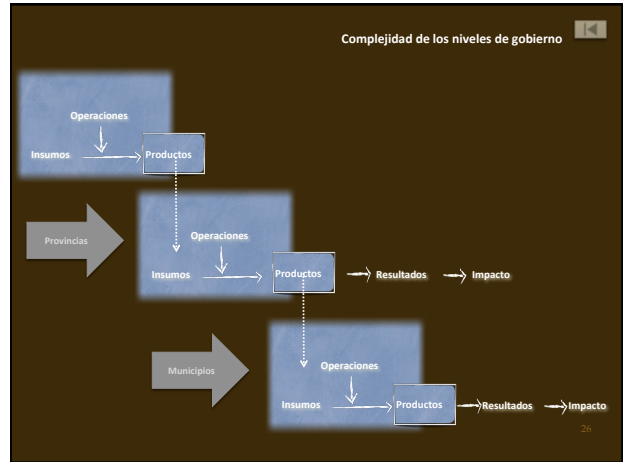 Complejidad de los niveles de gobierno
Operaciones
Insumos
Productos
Provincias
Operaciones
Insumos
Productos
Resultados
Impacto
Municipios
Operaciones
Insumos
Productos
Resultados
Impacto
26